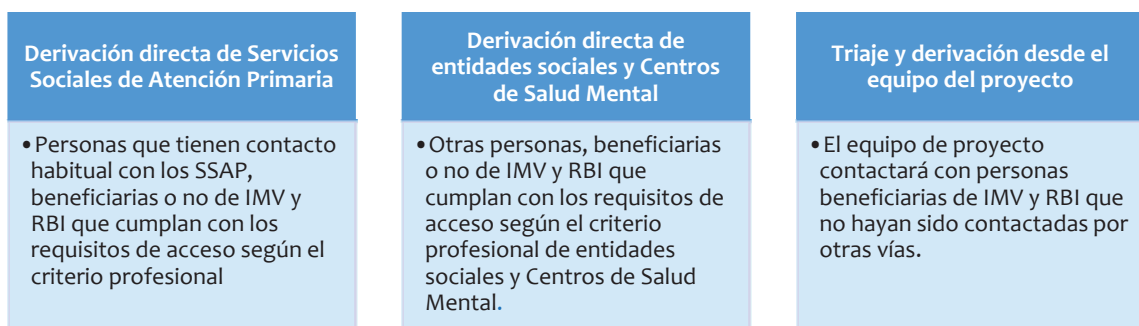 Derivación directa de Servicios
Sociales de Atención Primaria
•Personas que tienen contacto
habitual con los SSAP,
beneficiarias o no de IMV y
RBI que cumplan con los
requisitos de acceso según el
criterio profesional
Derivación directa de
entidades sociales y Centros
de Salud Mental
•Otras personas, beneficiarias
o no de IMV y RBI que
cumplan con los requisitos de
acceso según el criterio
profesional de entidades
sociales y Centros de Salud
Mental.
Triaje y derivación desde el
equipo del proyecto
•El equipo de proyecto
contactará con personas
beneficiarias de IMV y RBI que
no hayan sido contactadas por
otras vías.